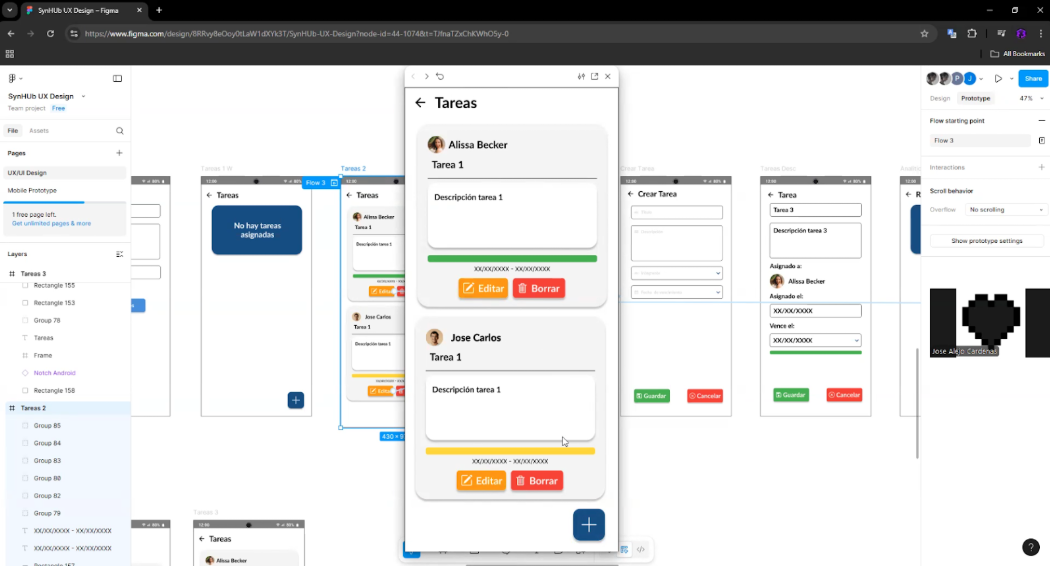 SynHUb UX Design – Figma
https://www.figma.com/design/8RRvy8eOoy0tLaW1dXYk3T/SynHUb-UX-Design?node-id=44-1074&t=TJfnaTZxChKWhO5y-0
All Bookmarks
SynHUb UX Design
Team project
Free
File
Assets
Pages
UX/UI Design
Mobile Prototype
1 free page left.
Get unlimited pages & more
Layers
Tareas 3
Rectangle 155
Rectangle 153
Group 78
Tareas
Frame
Notch Android
Rectangle 158
Tareas 2
Group 85
Group 84
Group 83
Group 80
Group 82
Group 79
XX/XX/XXXX - XX/XX/XXXX
XX/XX/XXXX - XX/XX/XXXX
Tareas
No hay tareas
asignadas
Flow 3
Tareas 2
Tareas
Alissa Becker
Tarea 1
Descripción tarea 1
Jose Carlos
Tarea 1
Descripción tarea 1
Tareas 3
Tareas
Alissa Becker
Tareas
Alissa Becker
Tarea 1
Descripción tarea 1
XX/XX/XXXX - XX/XX/XXXX
Editar
Borrar
Jose Carlos
Tarea 1
Descripción tarea 1
XX/XX/XXXX - XX/XX/XXXX
Editar
Borrar
Crear Tarea
Crear Tarea
Guardar
Cancelar
Tareas Desc
Tarea
Tarea 3
Descripción tarea 3
Asignado a:
Alissa Becker
Asignado el:
XX/XX/XXXX
Vence el:
XX/XX/XXXX
Guardar
Cancelar
Share
Design
Prototype
47%
Flow starting point
Flow 3
Interactions
Scroll behavior
Overflow
No scrolling
Show prototype settings
Jose Alejo Cardenas